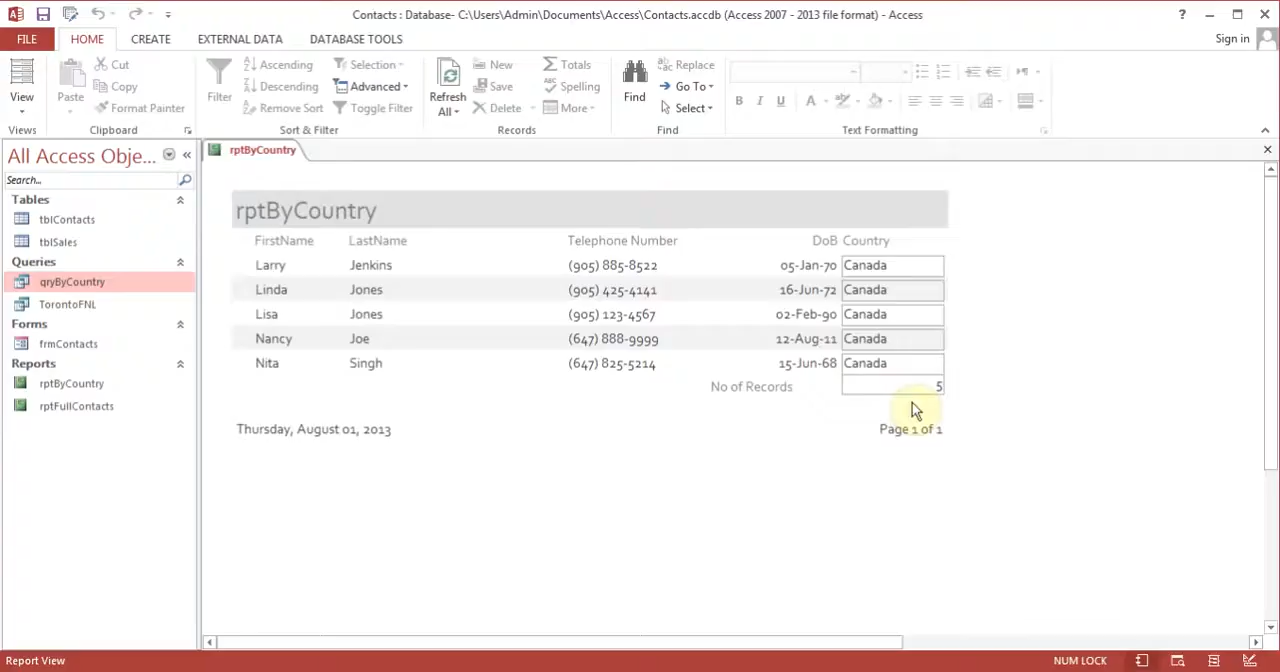 Contacts : Database- C:\Users\Admin\Documents\Access\Contacts.accdb (Access 2007 - 2013 file format) - Access
?
Sign in
FILE HOME CREATE EXTERNAL DATA DATABASE TOOLS
View
Views
Paste
Cut
Copy
Format Painter
Clipboard
Filter
Ascending
Descending
Remove Sort
Selection
Advanced
Toggle Filter
Sort & Filter
Refresh
All
New
Save
Delete
Totals
Spelling
More
Records
Find
Replace
Go To
Select
Find
B I U A
Text Formatting
All Access Obje...
Search...
Tables
tblContacts
tblSales
Queries
qryByCountry
TorontoFNL
Forms
frmContacts
Reports
rptByCountry
rptFullContacts
rptByCountry
rptByCountry
FirstName LastName Telephone Number DoB Country
Larry Jenkins (905) 885-8522 05-Jan-70 Canada
Linda Jones (905) 425-4141 16-Jun-72 Canada
Lisa Jones (905) 123-4567 02-Feb-90 Canada
Nancy Joe (647) 888-9999 12-Aug-11 Canada
Nita Singh (647) 825-5214 15-Jun-68 Canada
No of Records 5
Thursday, August 01, 2013 Page 1 of 1
Report View NUM LOCK